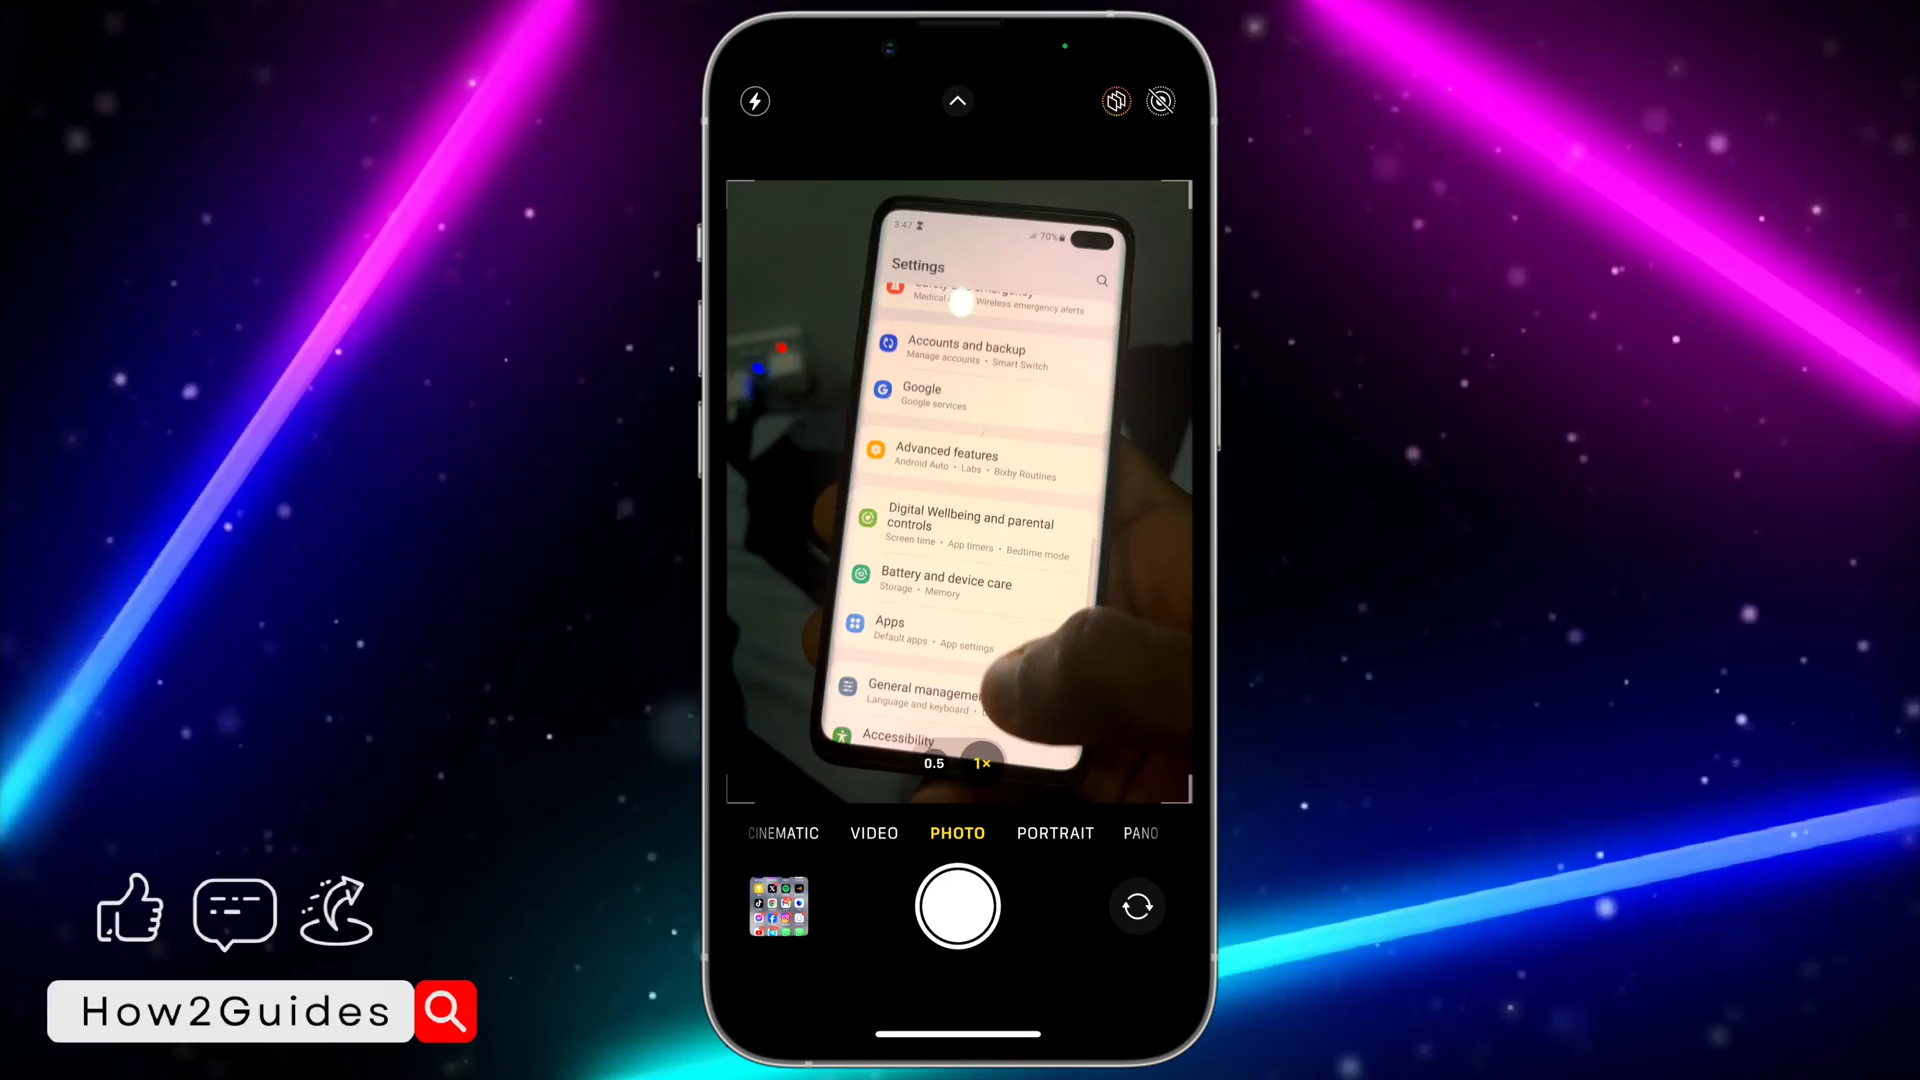 3:47
70%
Settings
Safety and emergency
Medical Wireless emergency alerts
Accounts and backup
Manage accounts • Smart Switch
Google
Google services
Advanced features
Android Auto • Labs • Bixby Routines
Digital Wellbeing and parental
controls
Screen time • App timers • Bedtime mode
Battery and device care
Storage • Memory
Apps
Default apps • App settings
General manageme
Language and keyboard •
Accessibility
0.5 1×
CINEMATIC VIDEO PHOTO PORTRAIT PANO
How2Guides